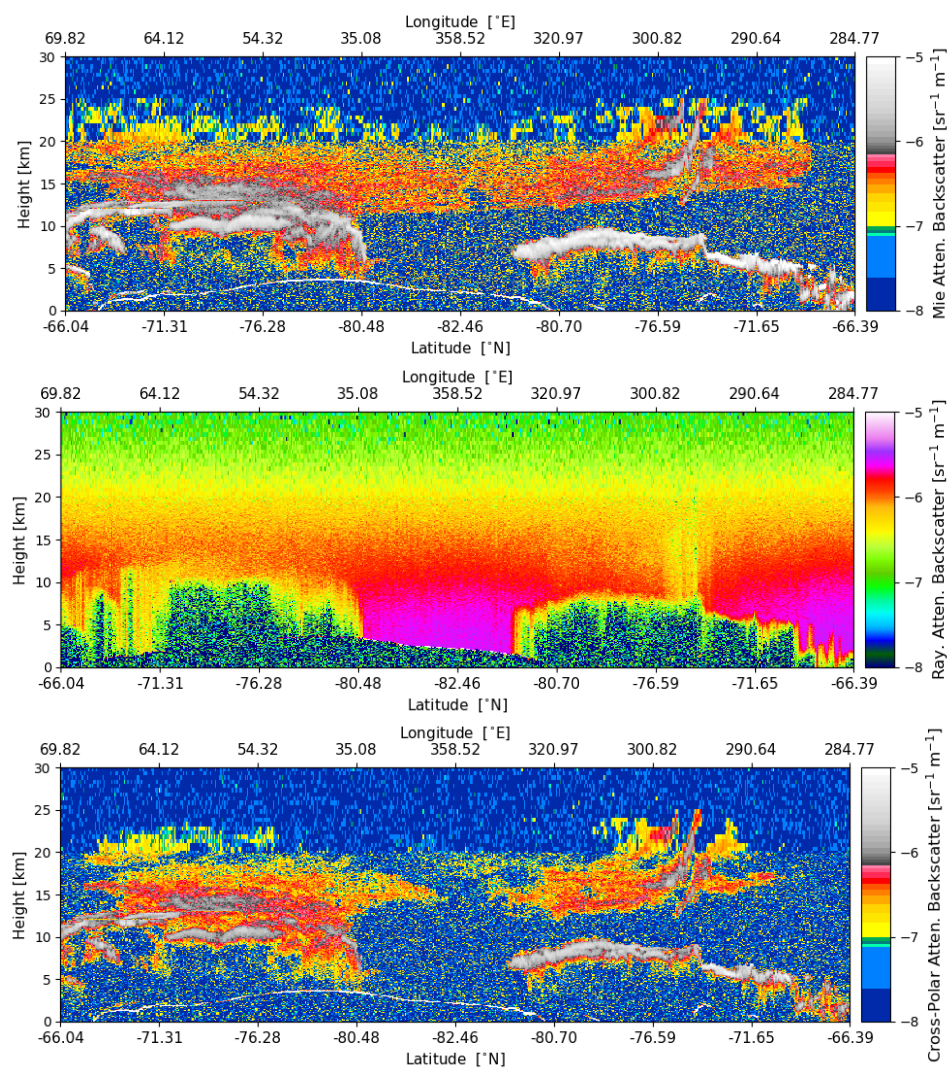 Longitude [˚E]
69.82 64.12 54.32 35.08 358.52 320.97 300.82 290.64 284.77
30
25
20
15
10
5
0
Height [km]
-66.04 -71.31 -76.28 -80.48 -82.46 -80.70 -76.59 -71.65 -66.39
Latitude [˚N]
−5
−6
−7
−8
Mie Atten. Backscatter [sr⁻¹ m⁻¹]
Longitude [˚E]
69.82 64.12 54.32 35.08 358.52 320.97 300.82 290.64 284.77
30
25
20
15
10
5
0
Height [km]
-66.04 -71.31 -76.28 -80.48 -82.46 -80.70 -76.59 -71.65 -66.39
Latitude [˚N]
−5
−6
−7
−8
Ray. Atten. Backscatter [sr⁻¹ m⁻¹]
Longitude [˚E]
69.82 64.12 54.32 35.08 358.52 320.97 300.82 290.64 284.77
30
25
20
15
10
5
0
Height [km]
-66.04 -71.31 -76.28 -80.48 -82.46 -80.70 -76.59 -71.65 -66.39
Latitude [˚N]
−5
−6
−7
−8
Cross-Polar Atten. Backscatter [sr⁻¹ m⁻¹]